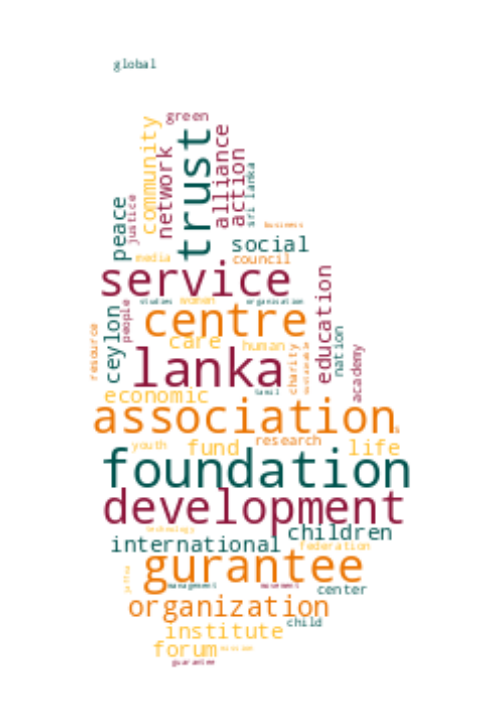 global
green
community
trust
alliance
network
action
sri lanka
justice
peace
business
social
media
council
service
education
studies
women
organisation
people
centre
ceylon
resource
nation
care
human
charity
sustainable
academy
lanka
tamil
economic
association
youth
fund
research
life
foundation
development
technology
children
international
federation
gurantee
jaffna
management
movement
center
organization
child
institute
forum
mission
guarantee